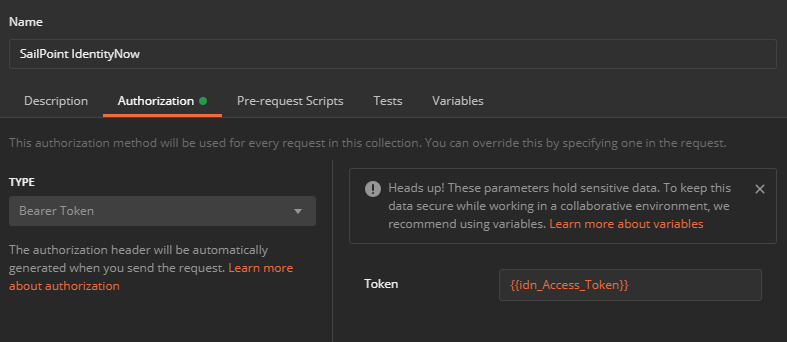 Name
SailPoint IdentityNow
Description Authorization Pre-request Scripts Tests Variables
This authorization method will be used for every request in this collection. You can override this by specifying one in the request.
TYPE
Bearer Token
The authorization header will be automatically
generated when you send the request. Learn more
about authorization
Heads up! These parameters hold sensitive data. To keep this
data secure while working in a collaborative environment, we
recommend using variables. Learn more about variables
Token {{idn_Access_Token}}